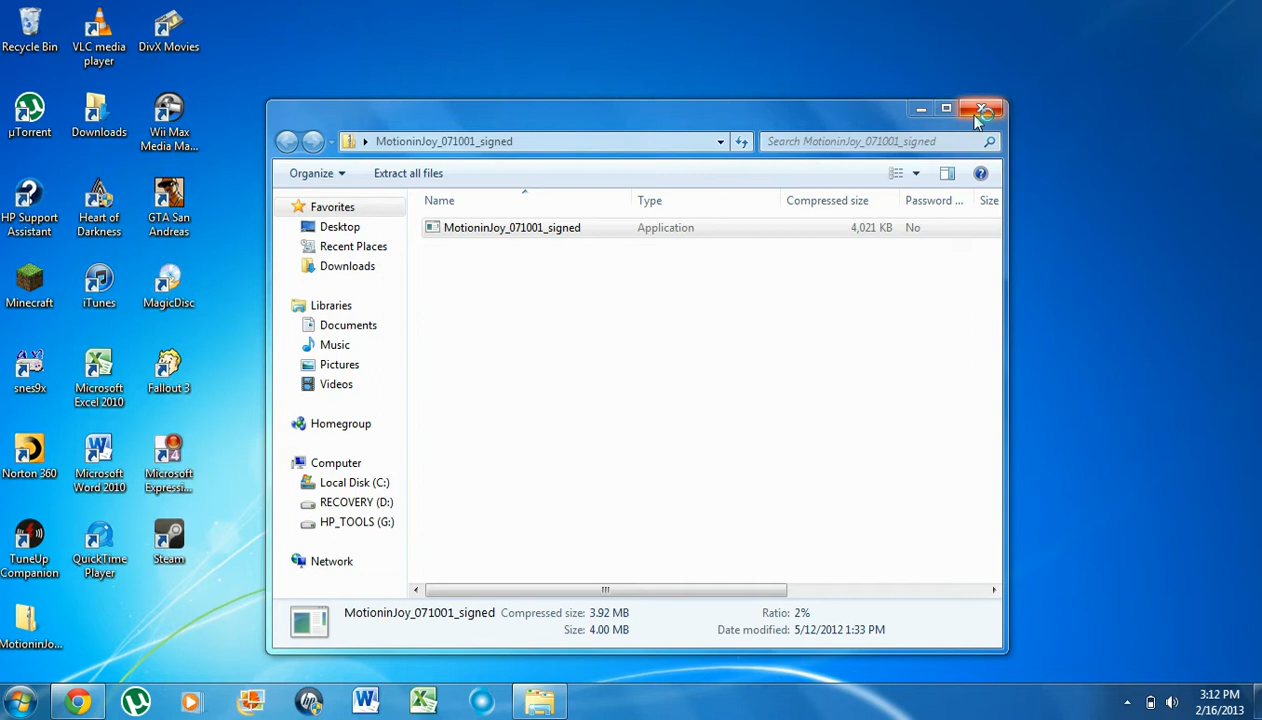 Recycle Bin
VLC media
player
DivX Movies
µTorrent
Downloads
Wii Max
Media Ma...
HP Support
Assistant
Heart of
Darkness
GTA San
Andreas
Minecraft
iTunes
MagicDisc
snes9x
Microsoft
Excel 2010
Fallout 3
Norton 360
Microsoft
Word 2010
Microsoft
Expressi...
TuneUp
Companion
QuickTime
Player
Steam
MotioninJo...
MotioninJoy_071001_signed
Search MotioninJoy_071001_signed
Organize
Extract all files
Name
Type
Compressed size
Password ...
Size
MotioninJoy_071001_signed
Application
4,021 KB
No
Favorites
Desktop
Recent Places
Downloads
Libraries
Documents
Music
Pictures
Videos
Homegroup
Computer
Local Disk (C:)
RECOVERY (D:)
HP_TOOLS (G:)
Network
MotioninJoy_071001_signed
Compressed size: 3.92 MB
Size: 4.00 MB
Ratio: 2%
Date modified: 5/12/2012 1:33 PM
3:12 PM
2/16/2013